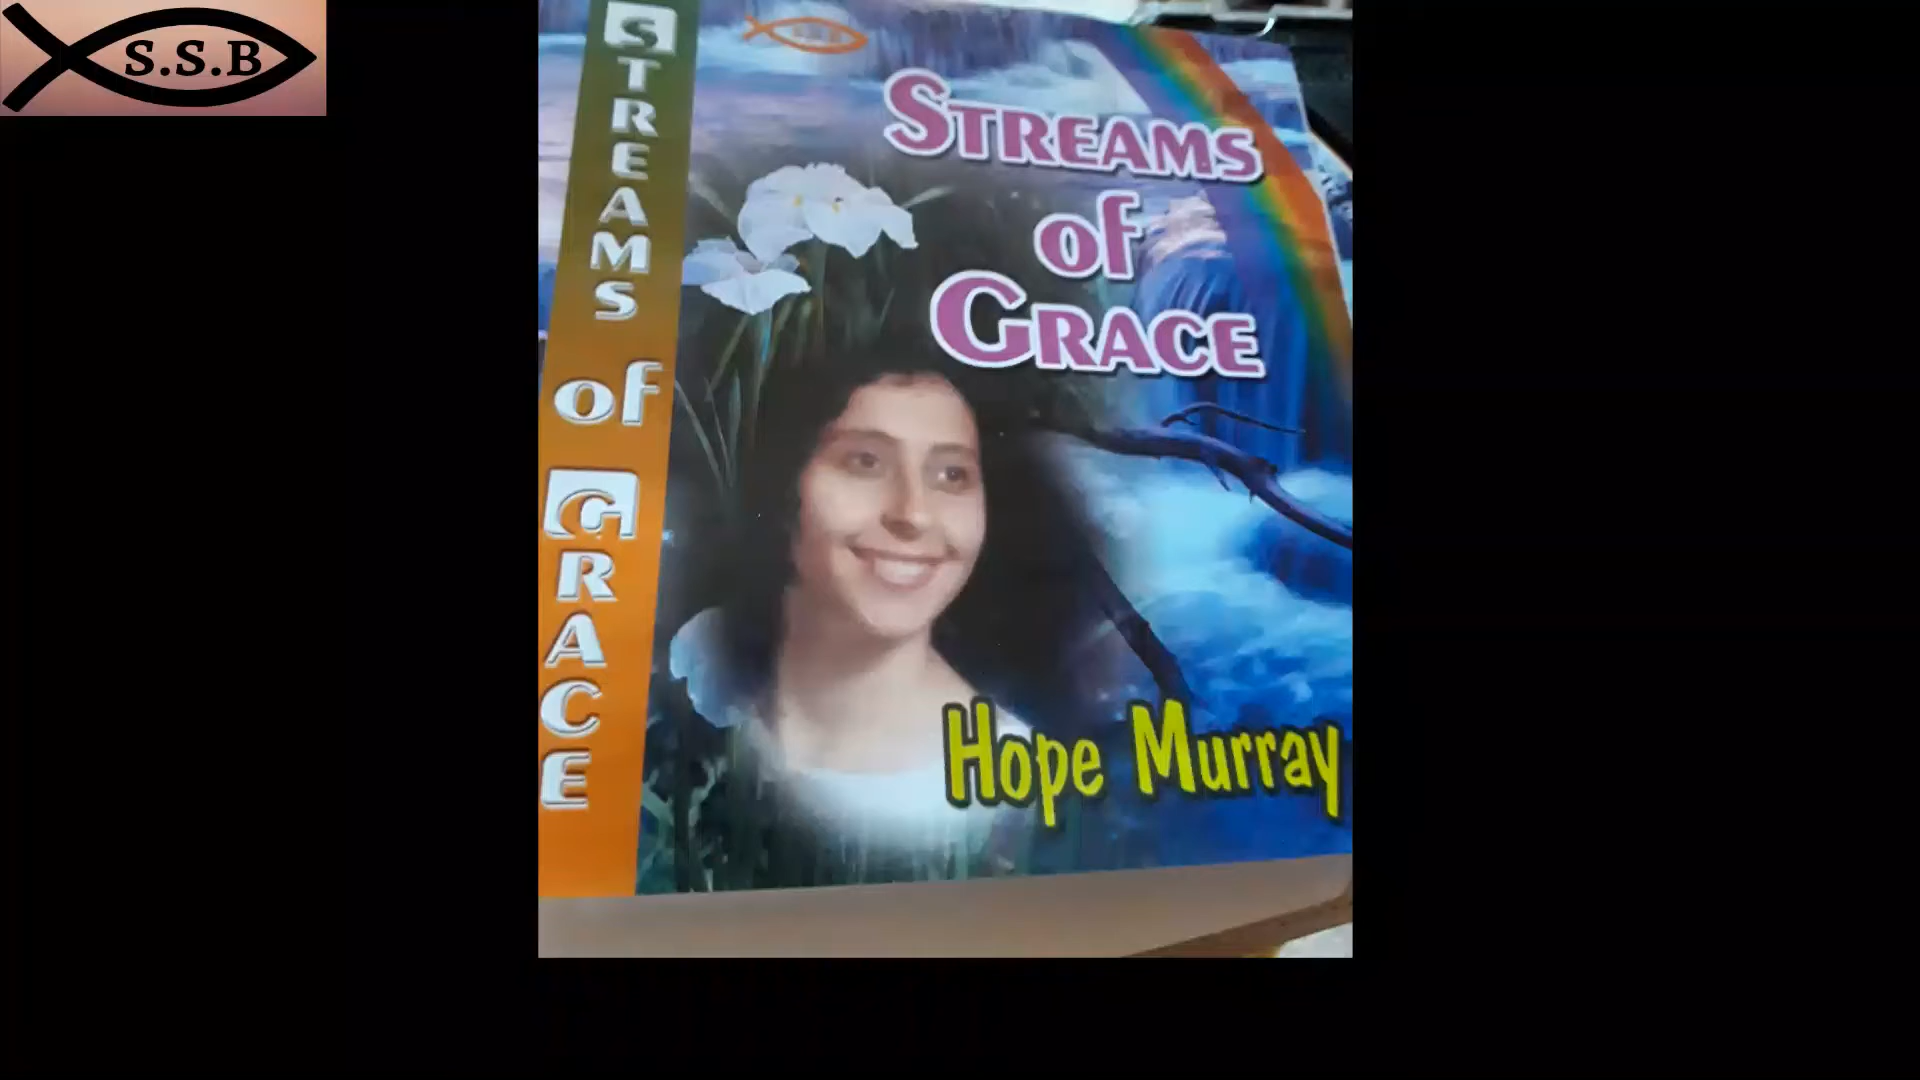 S.S.B
STREAMS of GRACE
S.S.B
STREAMS
of
GRACE
Hope Murray